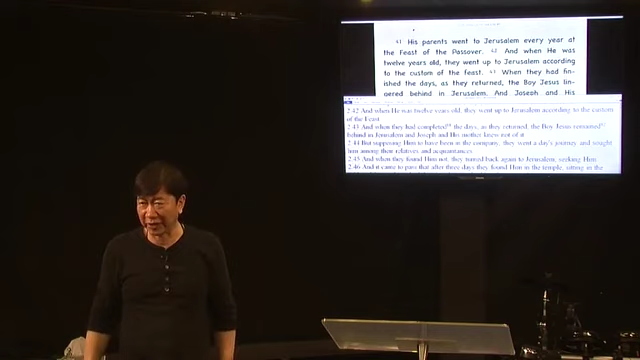 41 His parents went to Jerusalem every year at
the Feast of the Passover. 42 And when He was
twelve years old, they went up to Jerusalem according
to the custom of the feast. 43 When they had fin-
ished the days, as they returned, the Boy Jesus lin-
gered behind in Jerusalem. And Joseph and His
2:42 And when He was twelve years old, they went up to Jerusalem according to the custom
of the Feast
2:43 And when they had completed the days, as they returned, the Boy Jesus remained
behind in Jerusalem and Joseph and His mother knew not of it
2:44 But supposing Him to have been in the company, they went a day's journey and sought
him among their relatives and acquaintances
2:45 And when they found Him not, they turned back again to Jerusalem, seeking Him.
2:46 And it came to pass that after three days they found Him in the temple, sitting in the